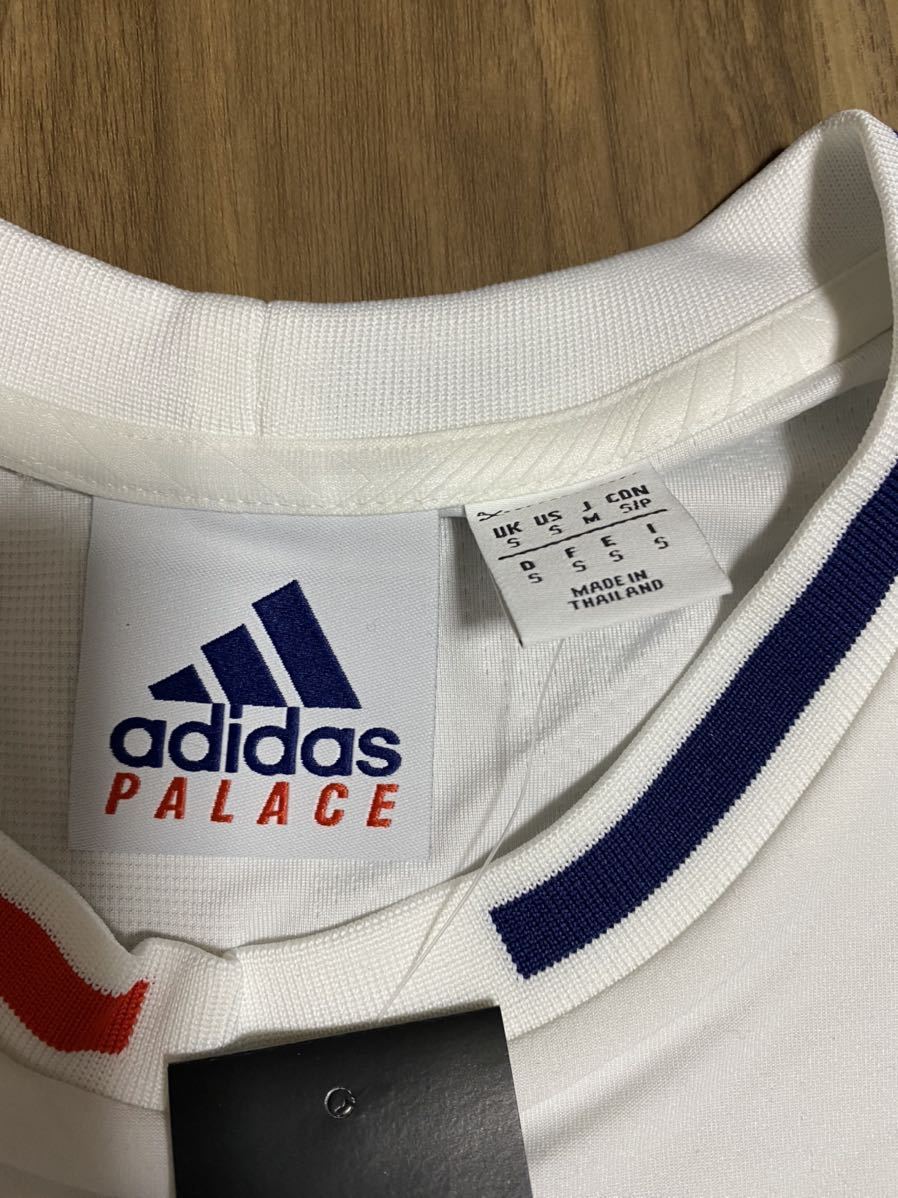 adidas
PALACE
UK US J CDN
S S M S/P
D F E I
S S S S
MADE IN
THAILAND